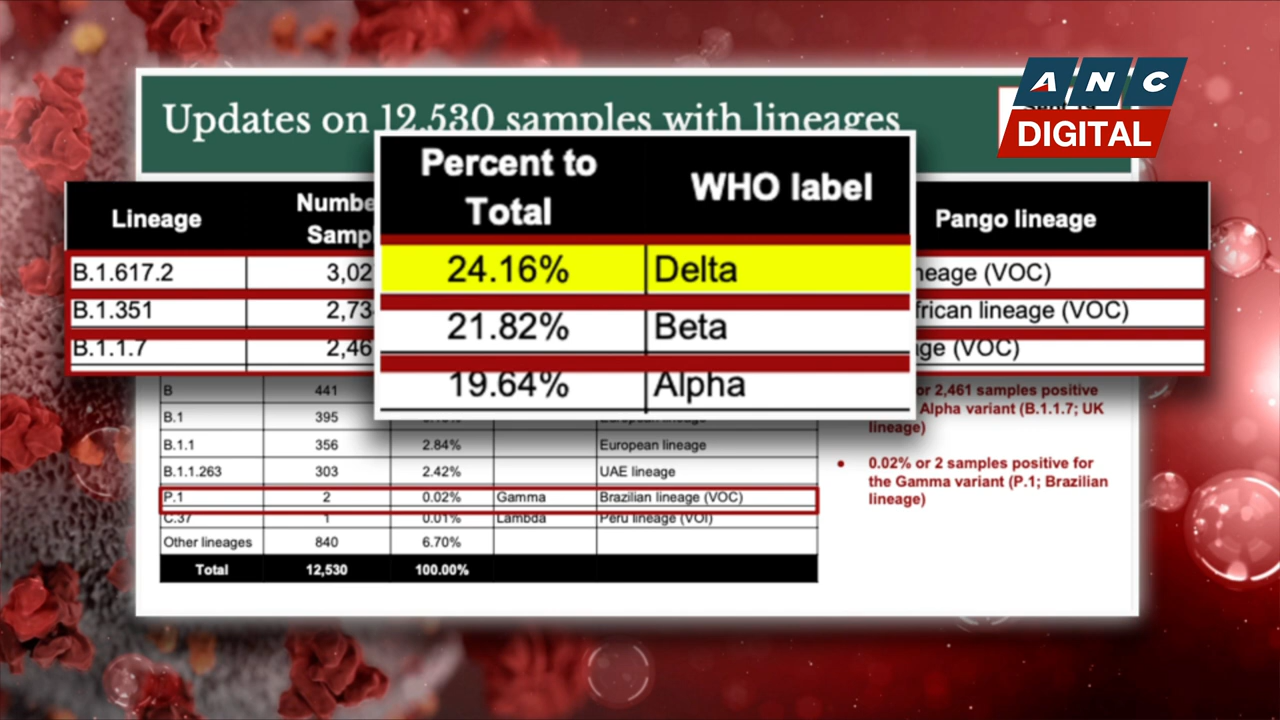 ANC
DIGITAL
Updates on 12,530 samples with lineages
Percent to
Total
WHO label
24.16% Delta
21.82% Beta
19.64% Alpha
Lineage Pango lineage
B.1.617.2 (VOC)
B.1.351 lineage (VOC)
B.1.1.7 (VOC)
B 441
B.1 395
B.1.1 356 2.84% European lineage
B.1.1.263 303 2.42% UAE lineage
P.1 2 0.02% Gamma Brazilian lineage (VOC)
C.37 1 0.01% Lambda Peru lineage (VOI)
Other lineages 840 6.70%
Total 12,530 100.00%
or 2,461 samples positive
Alpha variant (B.1.1.7; UK
lineage)
• 0.02% or 2 samples positive for
the Gamma variant (P.1; Brazilian
lineage)